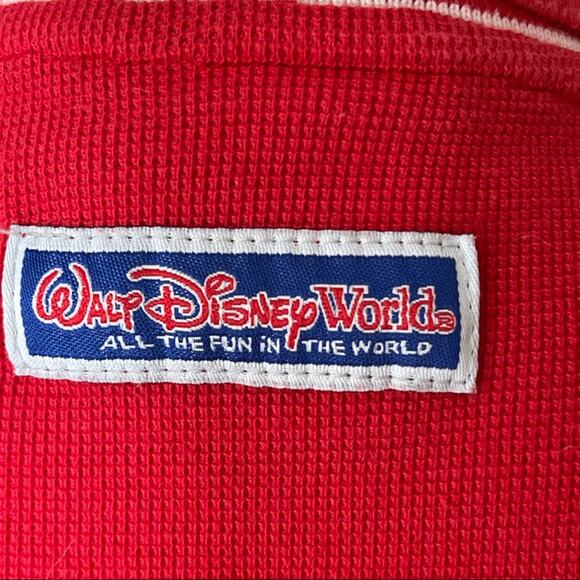 Walt Disney World®
ALL THE FUN iN THE WORLD